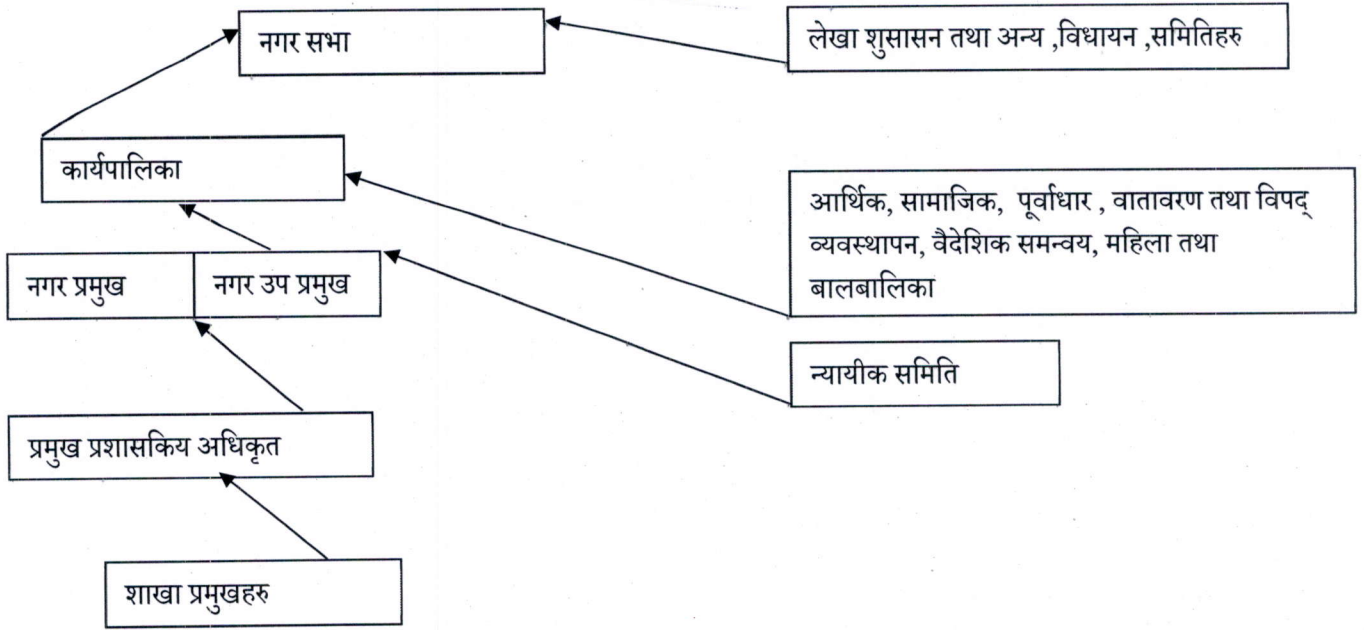 नगर सभा
लेखा शुसासन तथा अन्य ,विधायन ,समितिहरु
कार्यपालिका
आर्थिक, सामाजिक, पूर्वाधार , वातावरण तथा विपद्
व्यवस्थापन, वैदेशिक समन्वय, महिला तथा
बालबालिका
नगर प्रमुख
नगर उप प्रमुख
न्यायीक समिति
प्रमुख प्रशासकिय अधिकृत
शाखा प्रमुखहरु